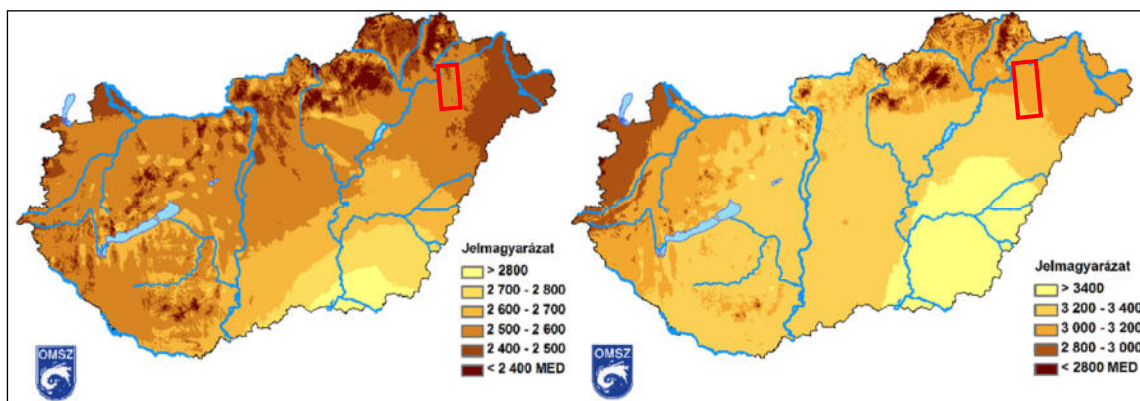 Jelmagyarázat
> 2800
2 700 - 2 800
2 600 - 2 700
2 500 - 2 600
2 400 - 2 500
< 2 400 MED
OMSZ
Jelmagyarázat
> 3400
3 200 - 3 400
3 000 - 3 200
2 800 - 3 000
< 2800 MED
OMSZ